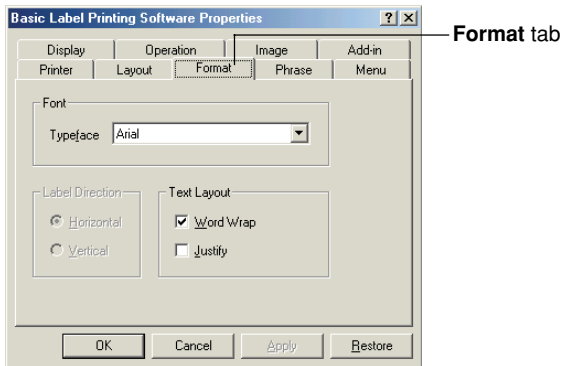 Basic Label Printing Software Properties
Format tab
Display Operation Image Add-in
Printer Layout Format Phrase Menu
Font
Typeface Arial
Label Direction Text Layout
Horizontal Word Wrap
Vertical Justify
OK Cancel Apply Restore